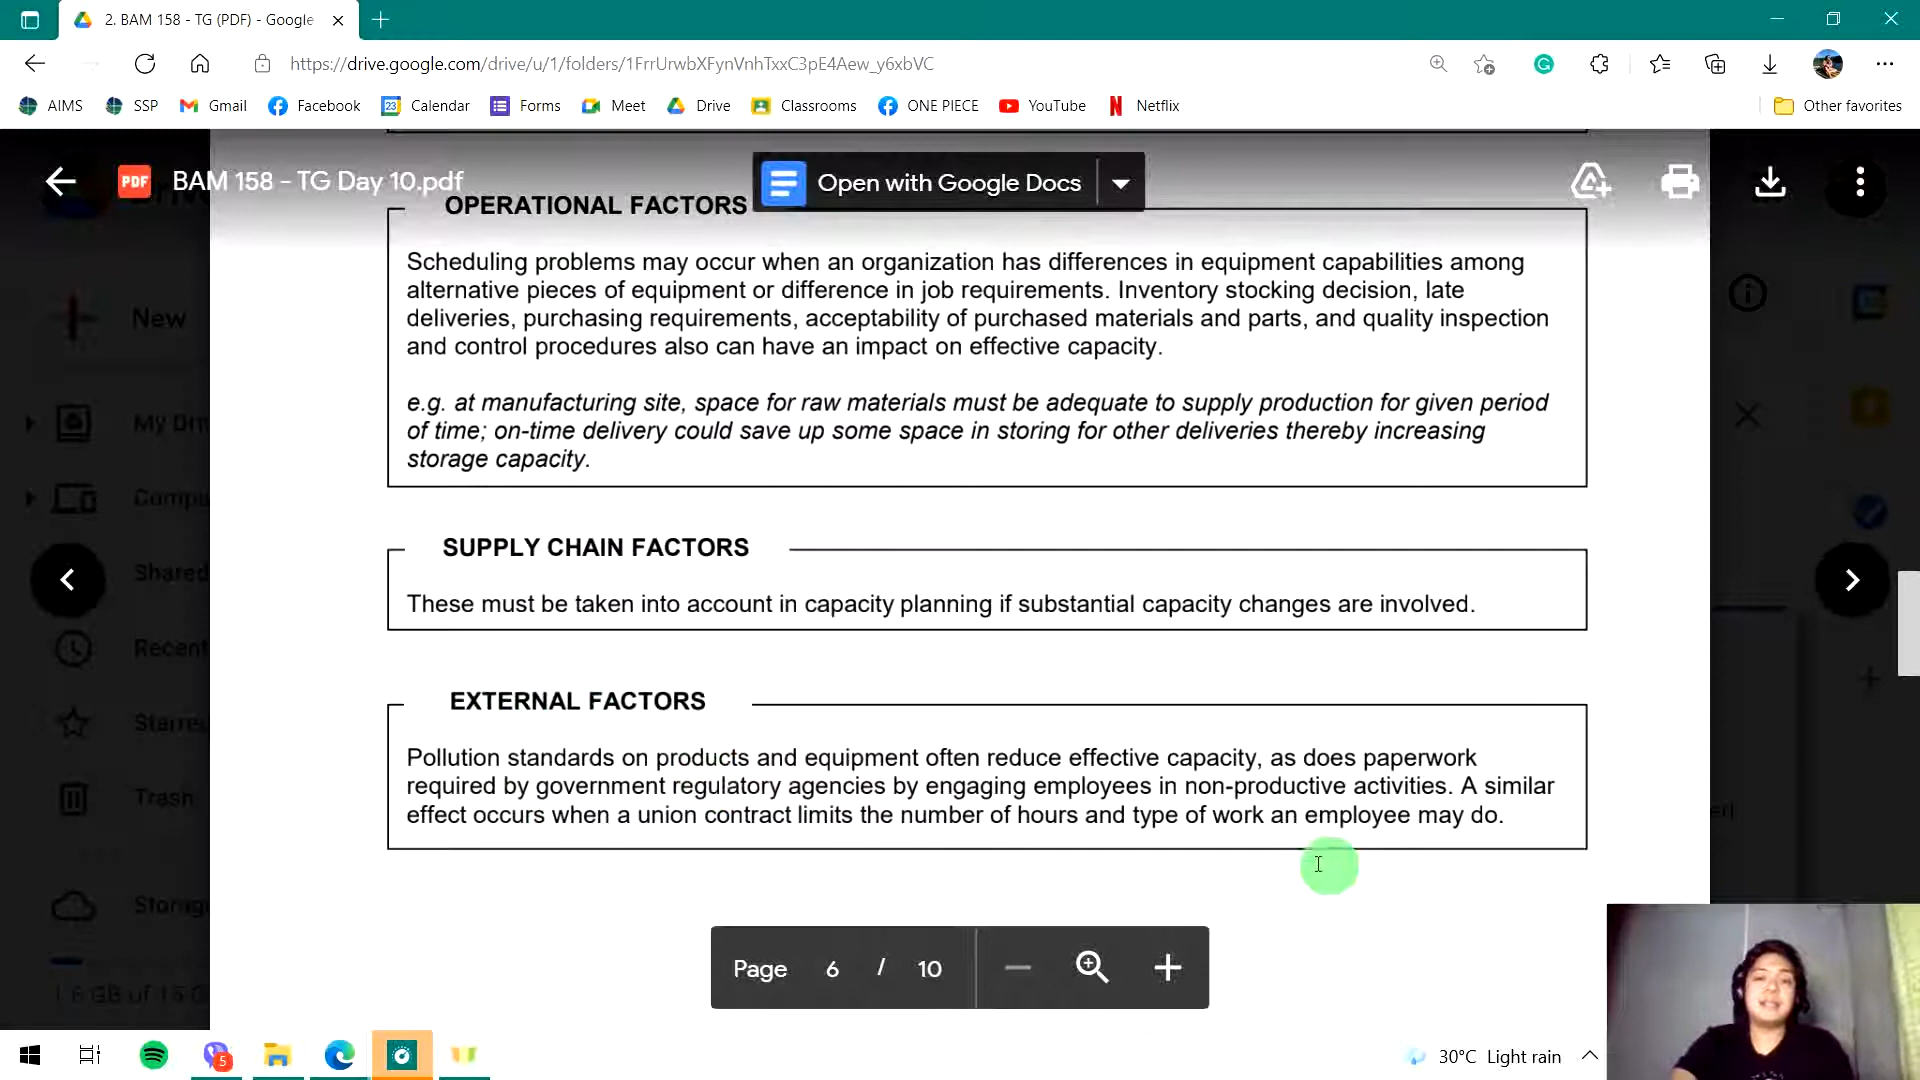 2. BAM 158 - TG (PDF) - Google
https://drive.google.com/drive/u/1/folders/1FrrUrwbXFynVnhTxxC3pE4Aew_y6xbVC
AIMS SSP Gmail Facebook Calendar Forms Meet Drive Classrooms ONE PIECE YouTube Netflix Other favorites
PDF BAM 158 - TG Day 10.pdf Open with Google Docs
OPERATIONAL FACTORS
Scheduling problems may occur when an organization has differences in equipment capabilities among
alternative pieces of equipment or difference in job requirements. Inventory stocking decision, late
deliveries, purchasing requirements, acceptability of purchased materials and parts, and quality inspection
and control procedures also can have an impact on effective capacity.
e.g. at manufacturing site, space for raw materials must be adequate to supply production for given period
of time; on-time delivery could save up some space in storing for other deliveries thereby increasing
storage capacity.
SUPPLY CHAIN FACTORS
These must be taken into account in capacity planning if substantial capacity changes are involved.
EXTERNAL FACTORS
Pollution standards on products and equipment often reduce effective capacity, as does paperwork
required by government regulatory agencies by engaging employees in non-productive activities. A similar
effect occurs when a union contract limits the number of hours and type of work an employee may do.
New
My Dri
Compu
Shared
Recent
Starre
Trash
Storag
Page 6 / 10
5
30°C Light rain